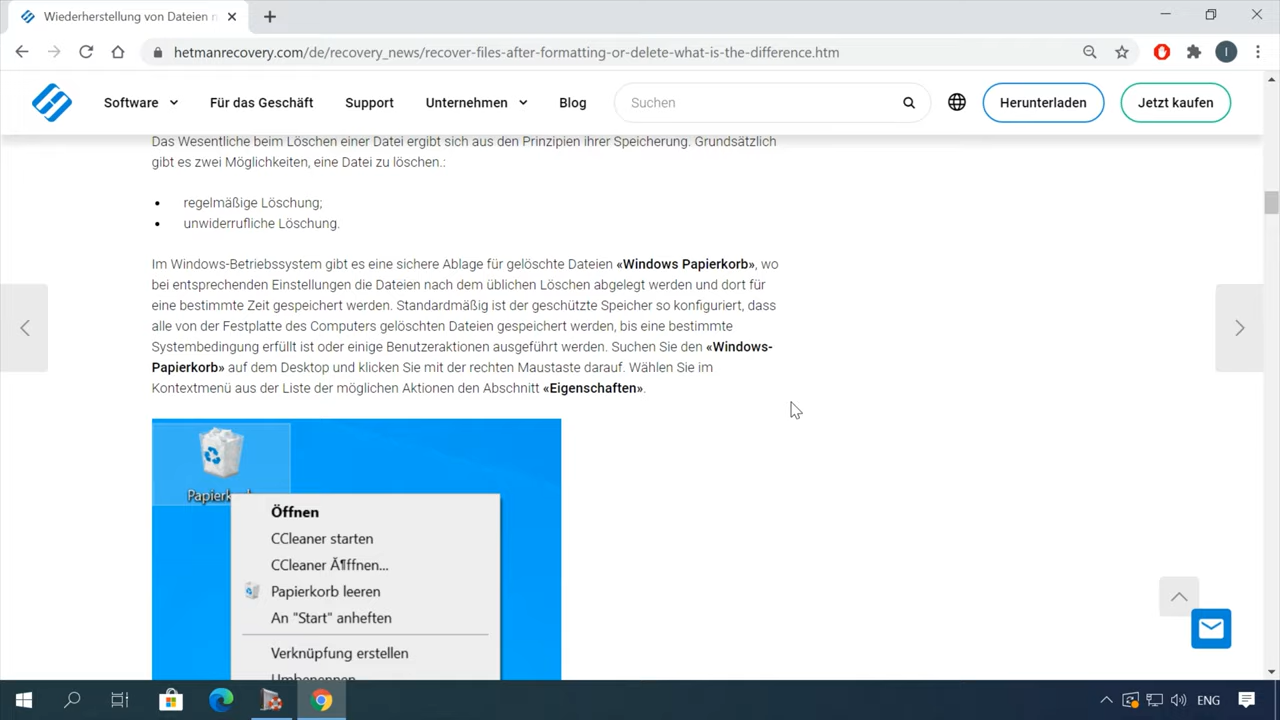 Wiederherstellung von Dateien
hetmanrecovery.com/de/recovery_news/recover-files-after-formatting-or-delete-what-is-the-difference.htm
I
Software
Für das Geschäft
Support
Unternehmen
Blog
Suchen
Herunterladen
Jetzt kaufen
Das Wesentliche beim Löschen einer Datei ergibt sich aus den Prinzipien ihrer Speicherung. Grundsätzlich
gibt es zwei Möglichkeiten, eine Datei zu löschen.:
• regelmäßige Löschung;
• unwiderrufliche Löschung.
Im Windows-Betriebssystem gibt es eine sichere Ablage für gelöschte Dateien «Windows Papierkorb», wo
bei entsprechenden Einstellungen die Dateien nach dem üblichen Löschen abgelegt werden und dort für
eine bestimmte Zeit gespeichert werden. Standardmäßig ist der geschützte Speicher so konfiguriert, dass
alle von der Festplatte des Computers gelöschten Dateien gespeichert werden, bis eine bestimmte
Systembedingung erfüllt ist oder einige Benutzeraktionen ausgeführt werden. Suchen Sie den «Windows-
Papierkorb» auf dem Desktop und klicken Sie mit der rechten Maustaste darauf. Wählen Sie im
Kontextmenü aus der Liste der möglichen Aktionen den Abschnitt «Eigenschaften».
Öffnen
CCleaner starten
CCleaner Ă¶ffnen...
Papierkorb leeren
An "Start" anheften
Verknüpfung erstellen
ENG